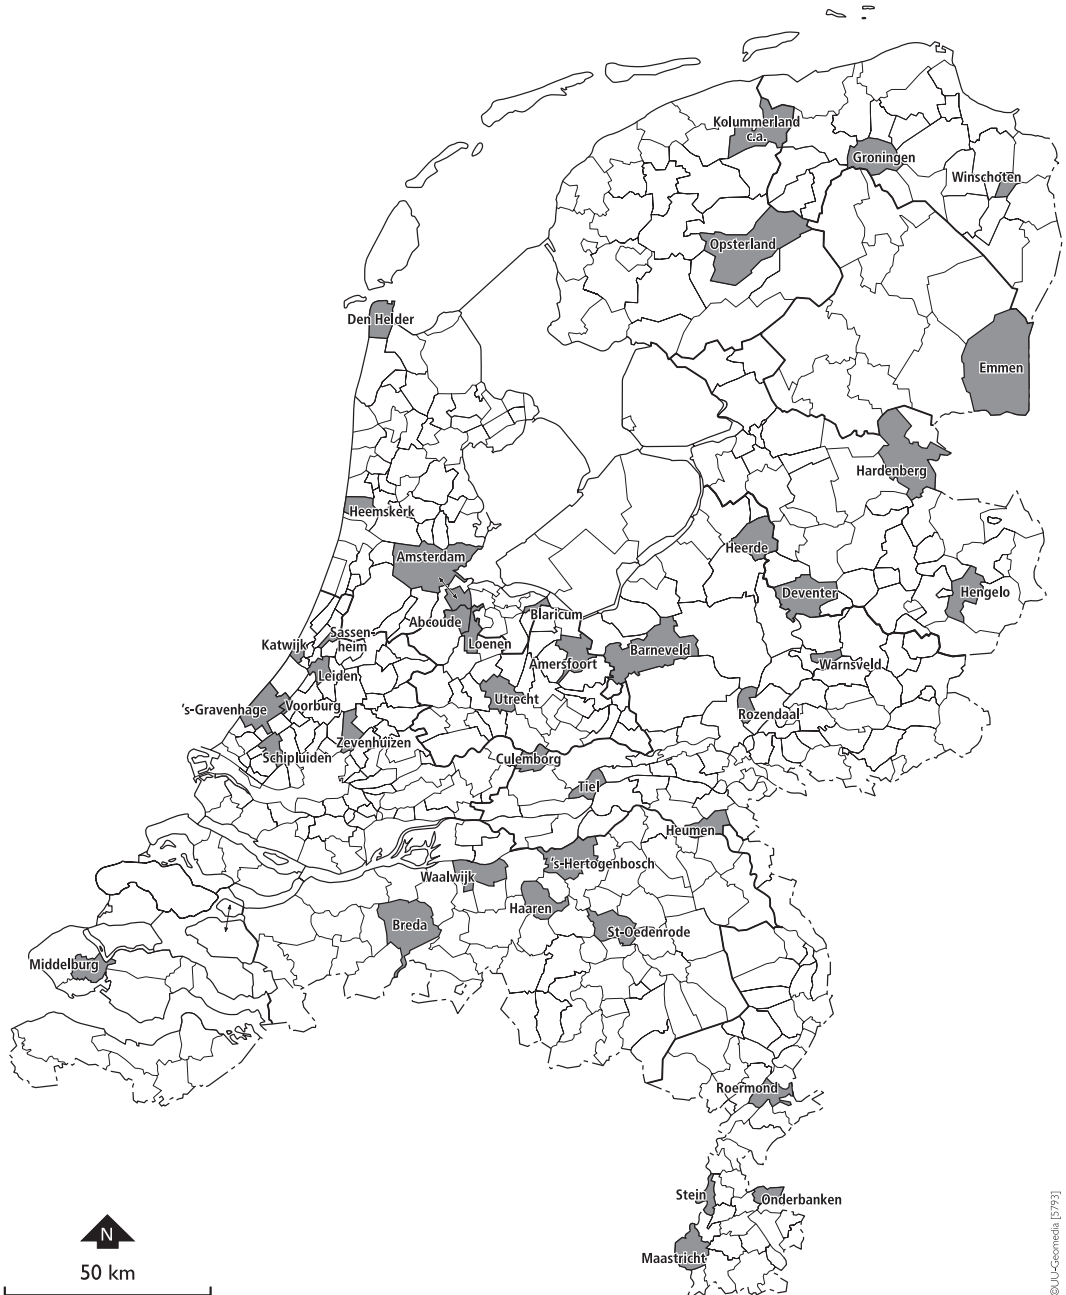 Kolummerland
c.a.
Groningen
Winschoten
Opsterland
Den Helder
Emmen
Hardenberg
Heemskerk
Heerde
Amsterdam
Deventer
Hengelo
Abcoude
Blaricum
Sassen-
heim
Katwijk
Loenen
Barneveld
Amersfoort
Warnsveld
Leiden
Utrecht
's-Gravenhage
Voorburg
Rozendaal
Zevenhuizen
Schipluiden
Culemborg
Tiel
Heumen
's-Hertogenbosch
Waalwijk
Haaren
Breda
St-Oedenrode
Middelburg
Roermond
Stein
Onderbanken
Maastricht
N
50 km
©UU-Geomedia [5793]